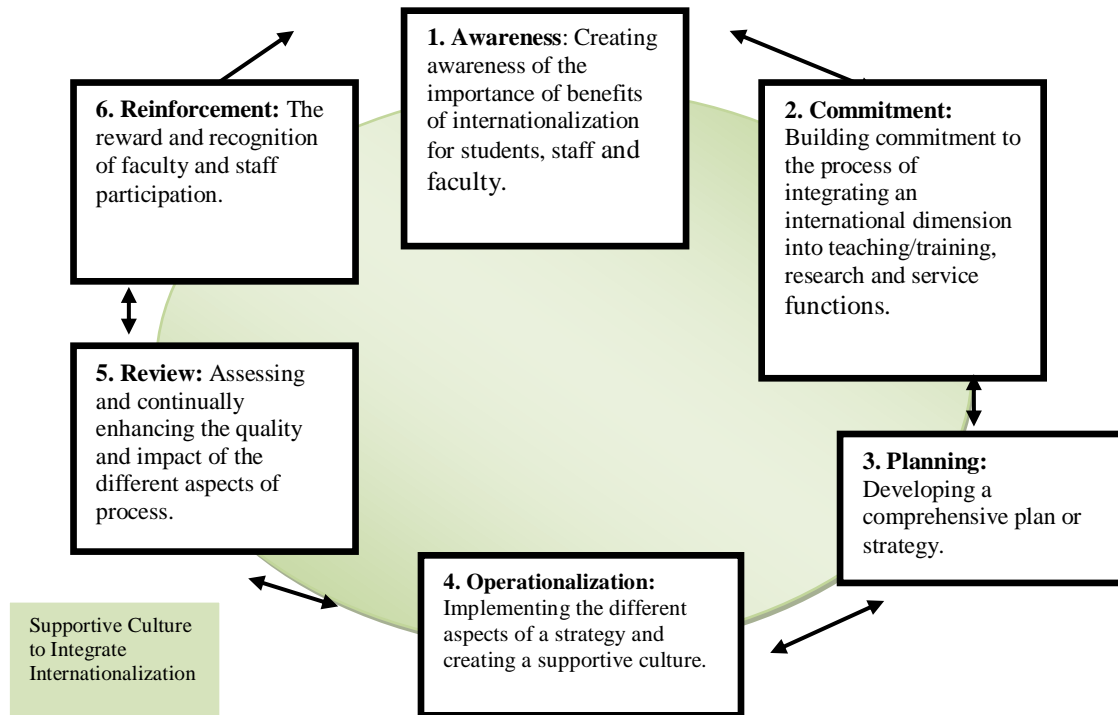 1. Awareness: Creating
awareness of the
importance of benefits
of internationalization
for students, staff and
faculty.
2. Commitment:
Building commitment to
the process of
integrating an
international dimension
into teaching/training,
research and service
functions.
3. Planning:
Developing a
comprehensive plan or
strategy.
4. Operationalization:
Implementing the different
aspects of a strategy and
creating a supportive culture.
5. Review: Assessing
and continually
enhancing the quality
and impact of the
different aspects of
process.
6. Reinforcement: The
reward and recognition
of faculty and staff
participation.
Supportive Culture
to Integrate
Internationalization